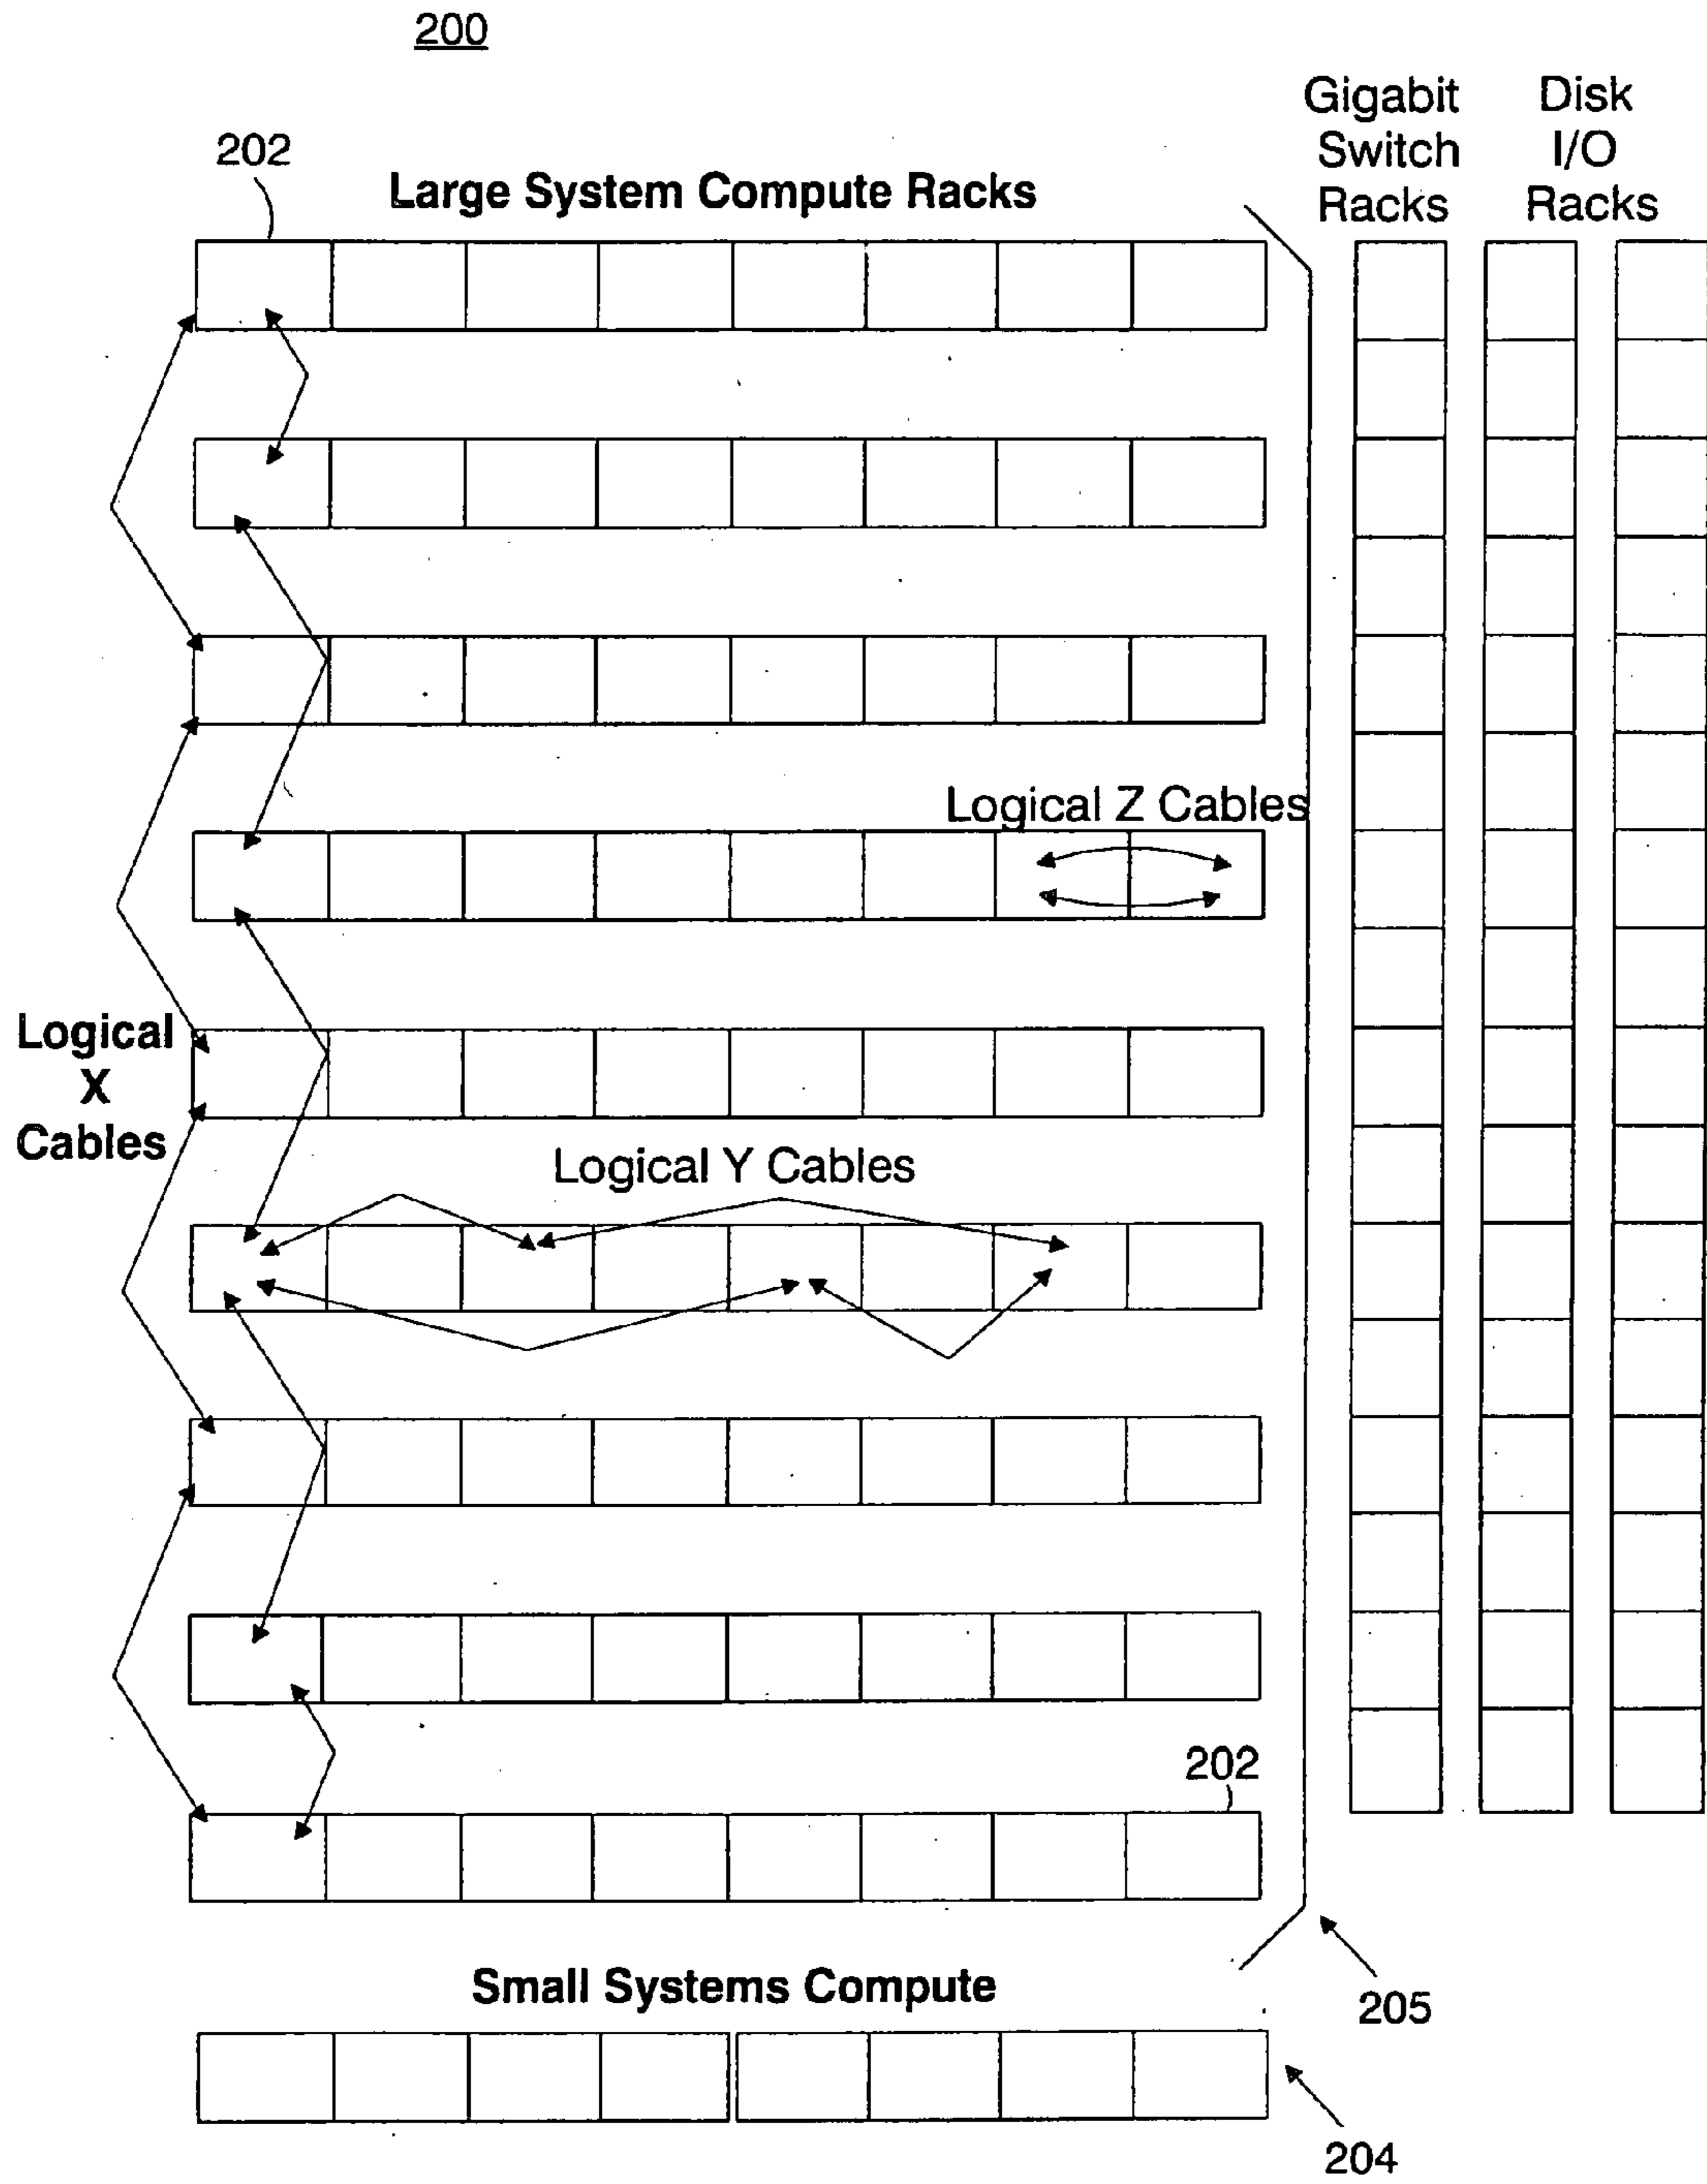 200
Gigabit
Switch
Racks
Disk
I/O
Racks
202
Large System Compute Racks
Logical Z Cables
Logical
X
Cables
Logical Y Cables
202
205
Small Systems Compute
204